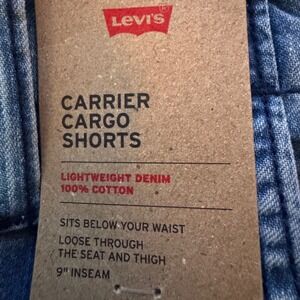 Levi's
CARRIER
CARGO
SHORTS
LIGHTWEIGHT DENIM
100% COTTON
SITS BELOW YOUR WAIST
LOOSE THROUGH
THE SEAT AND THIGH
9" INSEAM